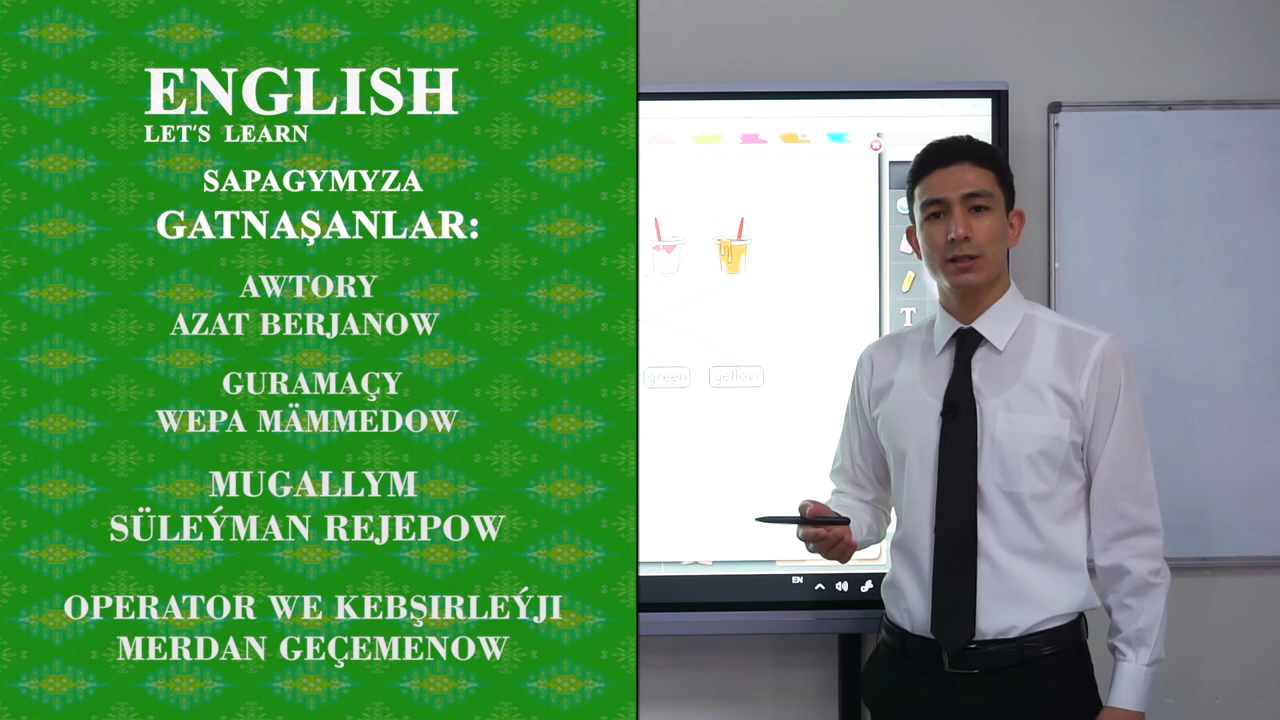 ENGLISH
LET'S LEARN
SAPAGYMYZA
GATNAŞANLAR:
AWTORY
AZAT BERJANOW
GURAMAÇY
WEPA MÄMMEDOW
MUGALLYM
SÜLEÝMAN REJEPOW
OPERATOR WE KEBŞIRLEÝJI
MERDAN GEÇEMENOW
T
green
yellow
EN